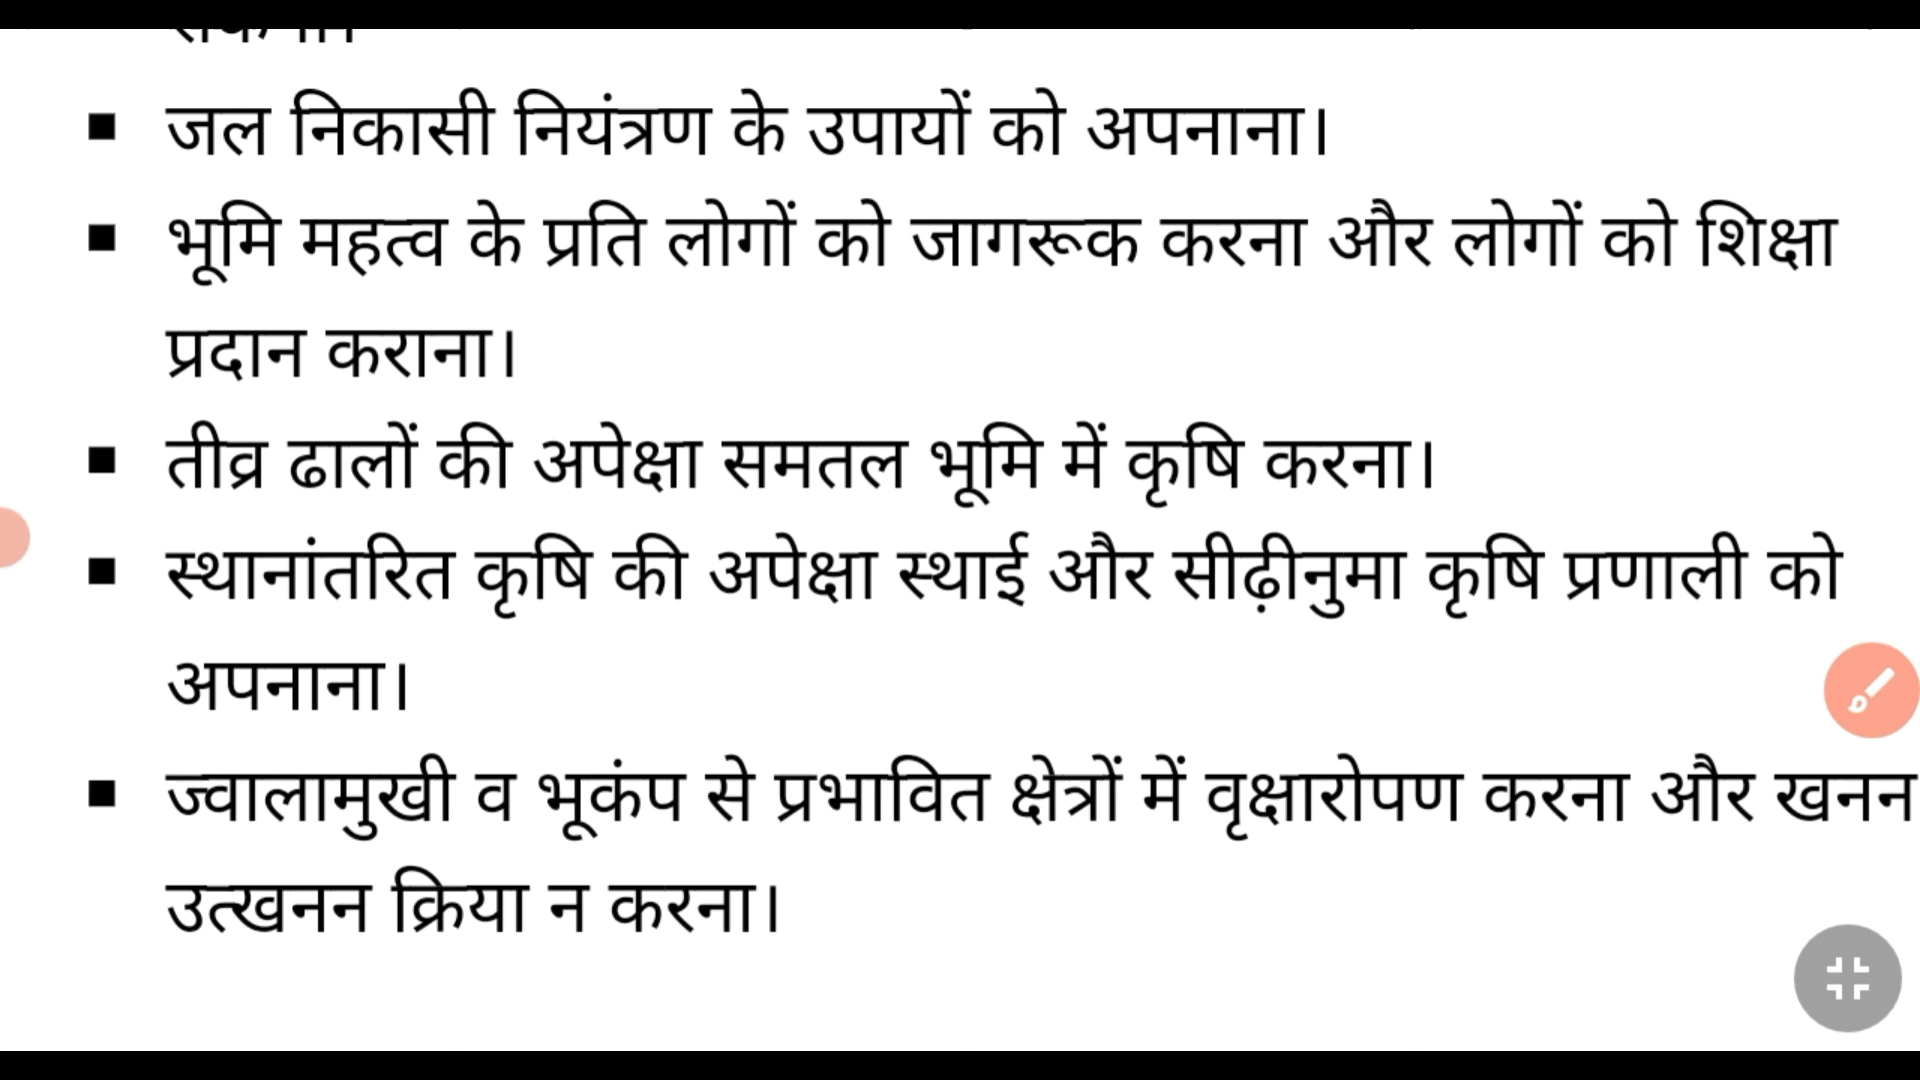 ■ जल निकासी नियंत्रण के उपायों को अपनाना।
■ भूमि महत्व के प्रति लोगों को जागरूक करना और लोगों को शिक्षा
प्रदान कराना।
■ तीव्र ढालों की अपेक्षा समतल भूमि में कृषि करना।
■ स्थानांतरित कृषि की अपेक्षा स्थाई और सीढ़ीनुमा कृषि प्रणाली को
अपनाना।
■ ज्वालामुखी व भूकंप से प्रभावित क्षेत्रों में वृक्षारोपण करना और खनन
उत्खनन क्रिया न करना।